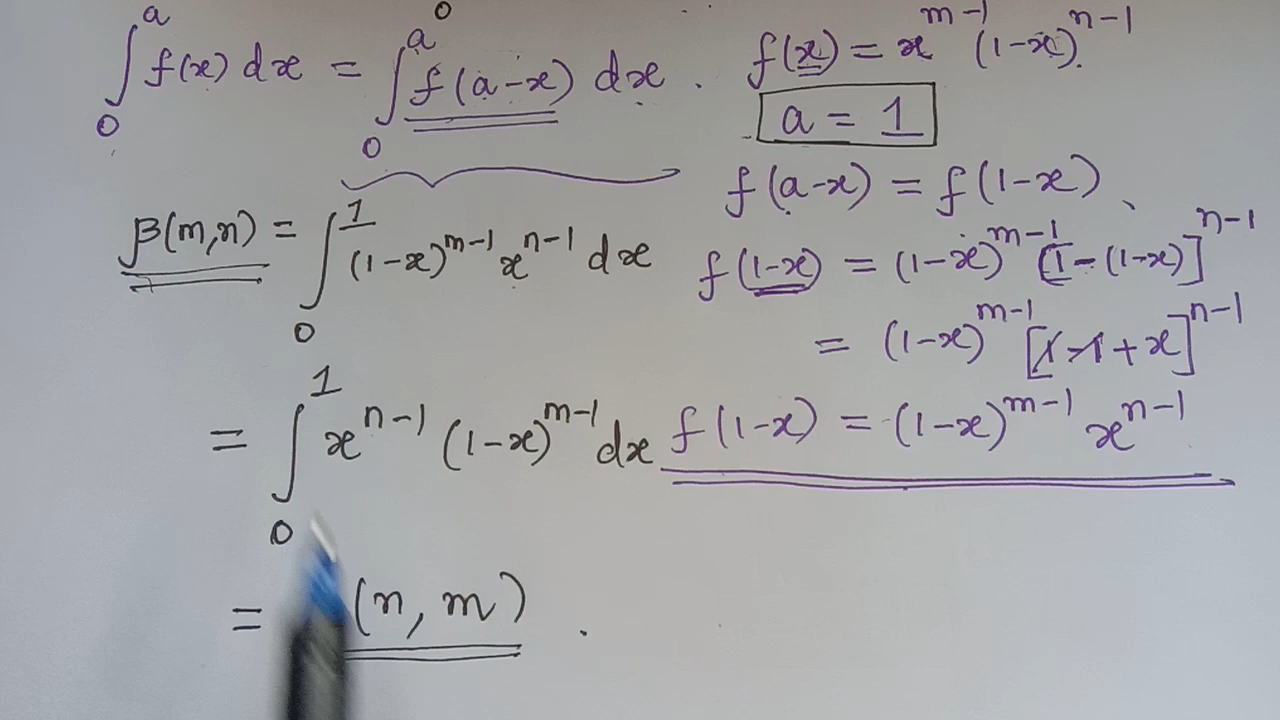 ∫₀ᵃ f(x) dx = ∫₀ᵃ f(a-x) dx .
f(x) = x^{m-1} (1-x)^{n-1}
a = 1
f(a-x) = f(1-x)
β(m,n) = ∫₀¹ (1-x)^{m-1} x^{n-1} dx
f(1-x) = (1-x)^{m-1} [1-(1-x)]^{n-1}
= (1-x)^{m-1} [1-1+x]^{n-1}
= ∫₀¹ x^{n-1} (1-x)^{m-1} dx
f(1-x) = (1-x)^{m-1} x^{n-1}
= (n, m) .